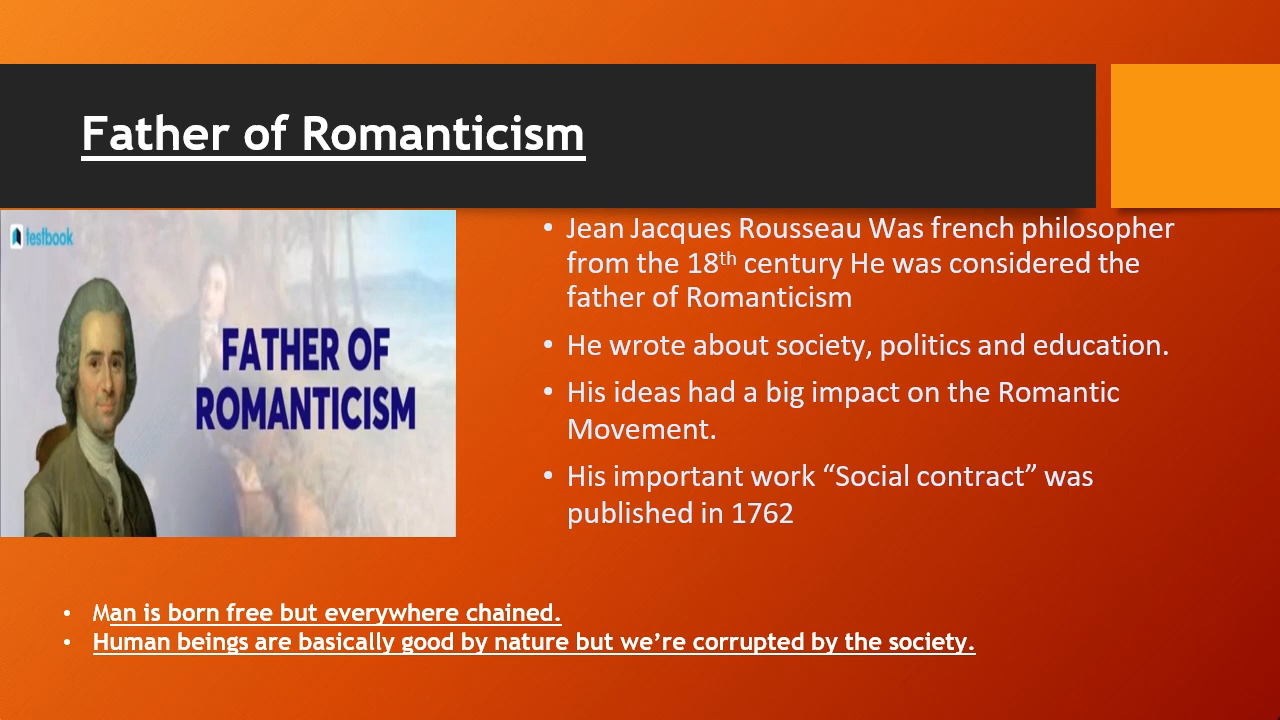 Father of Romanticism
testbook
FATHER OF
ROMANTICISM
• Jean Jacques Rousseau Was french philosopher
from the 18th century He was considered the
father of Romanticism
• He wrote about society, politics and education.
• His ideas had a big impact on the Romantic
Movement.
• His important work “Social contract” was
published in 1762
• Man is born free but everywhere chained.
• Human beings are basically good by nature but we’re corrupted by the society.